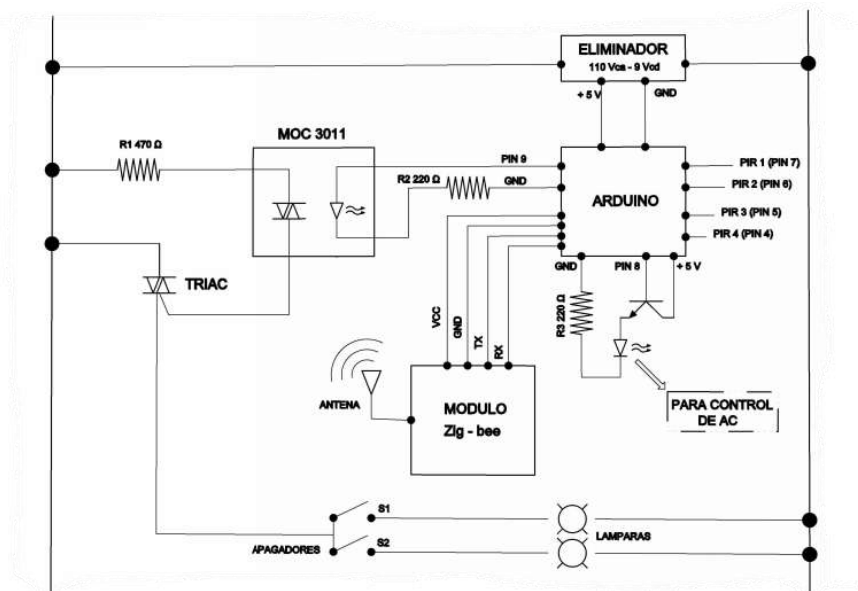 ELIMINADOR
110 Vca - 9 Vcd
+ 5 V
GND
MOC 3011
R1 470 Ω
PIN 9
R2 220 Ω
GND
ARDUINO
PIR 1 (PIN 7)
PIR 2 (PIN 6)
PIR 3 (PIN 5)
PIR 4 (PIN 4)
GND
PIN 8
+ 5 V
TRIAC
R3 220 Ω
VCC
GND
TX
RX
ANTENA
MODULO
Zig - bee
PARA CONTROL
DE AC
S1
APAGADORES
S2
LAMPARAS